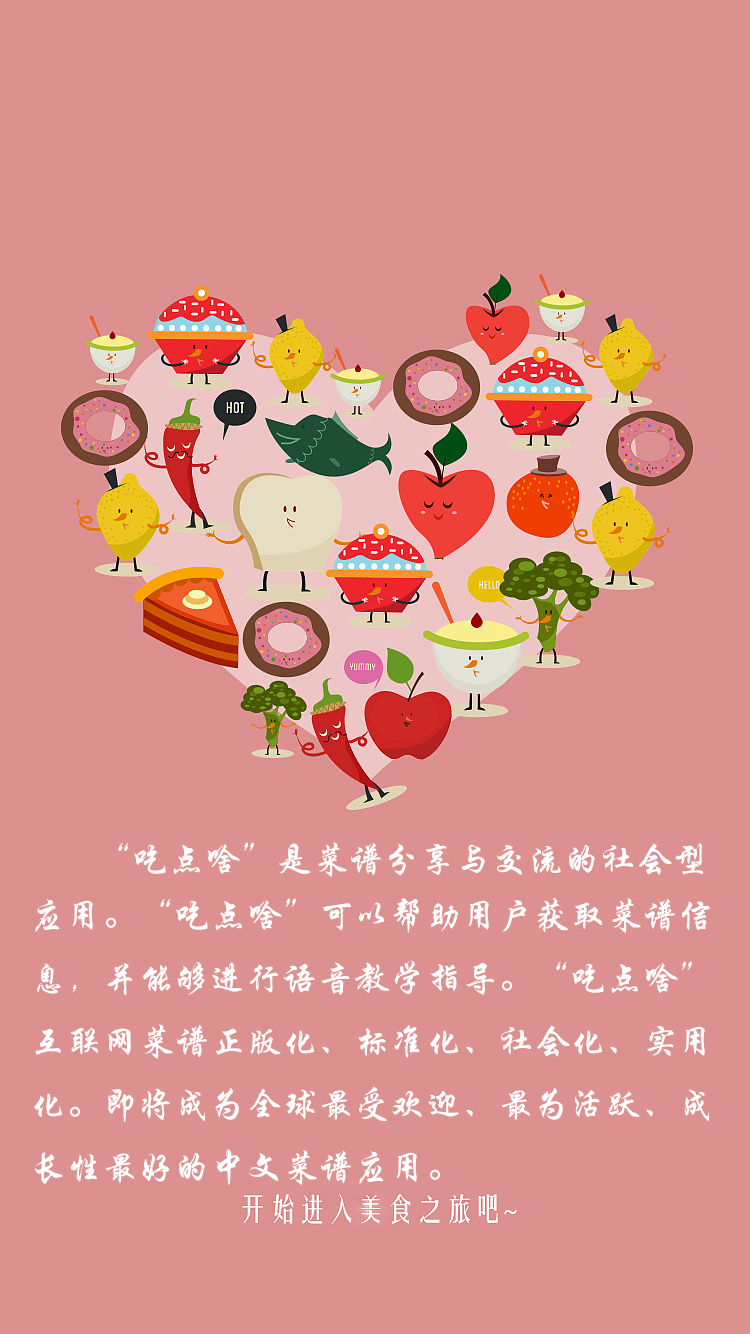 HOT
HELLO
YUMMY
“吃点啥”是菜谱分享与交流的社会型
应用。“吃点啥”可以帮助用户获取菜谱信
息，并能够进行语音教学指导。“吃点啥”
互联网菜谱正版化、标准化、社会化、实用
化。即将成为全球最受欢迎、最为活跃、成
长性最好的中文菜谱应用。
开始进入美食之旅吧~